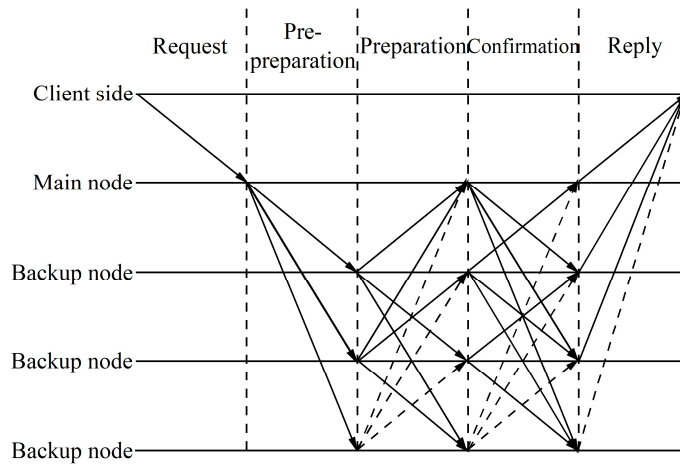 Request
Pre-
preparation
Preparation
Confirmation
Reply
Client side
Main node
Backup node
Backup node
Backup node